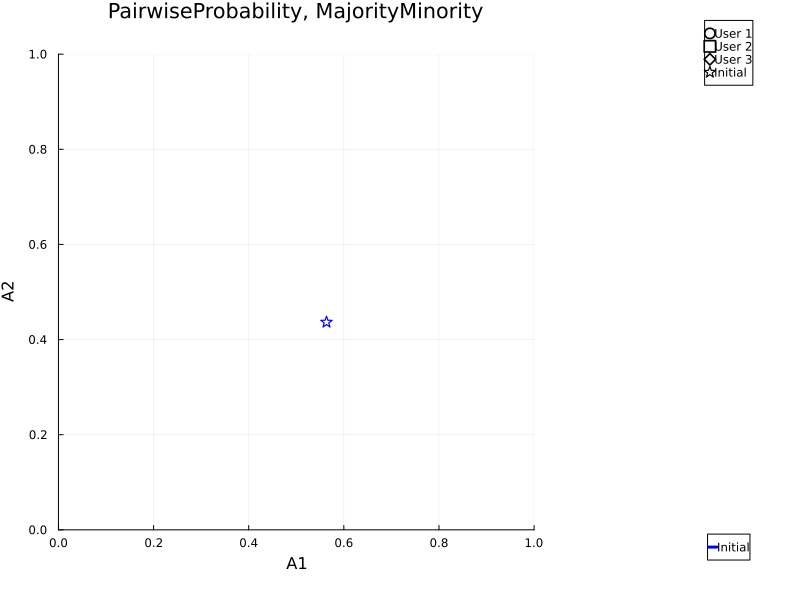 PairwiseProbability, MajorityMinority
User 1
User 2
User 3
Initial
1.0
0.8
0.6
0.4
0.2
0.0
A2
0.0 0.2 0.4 0.6 0.8 1.0
A1
Initial